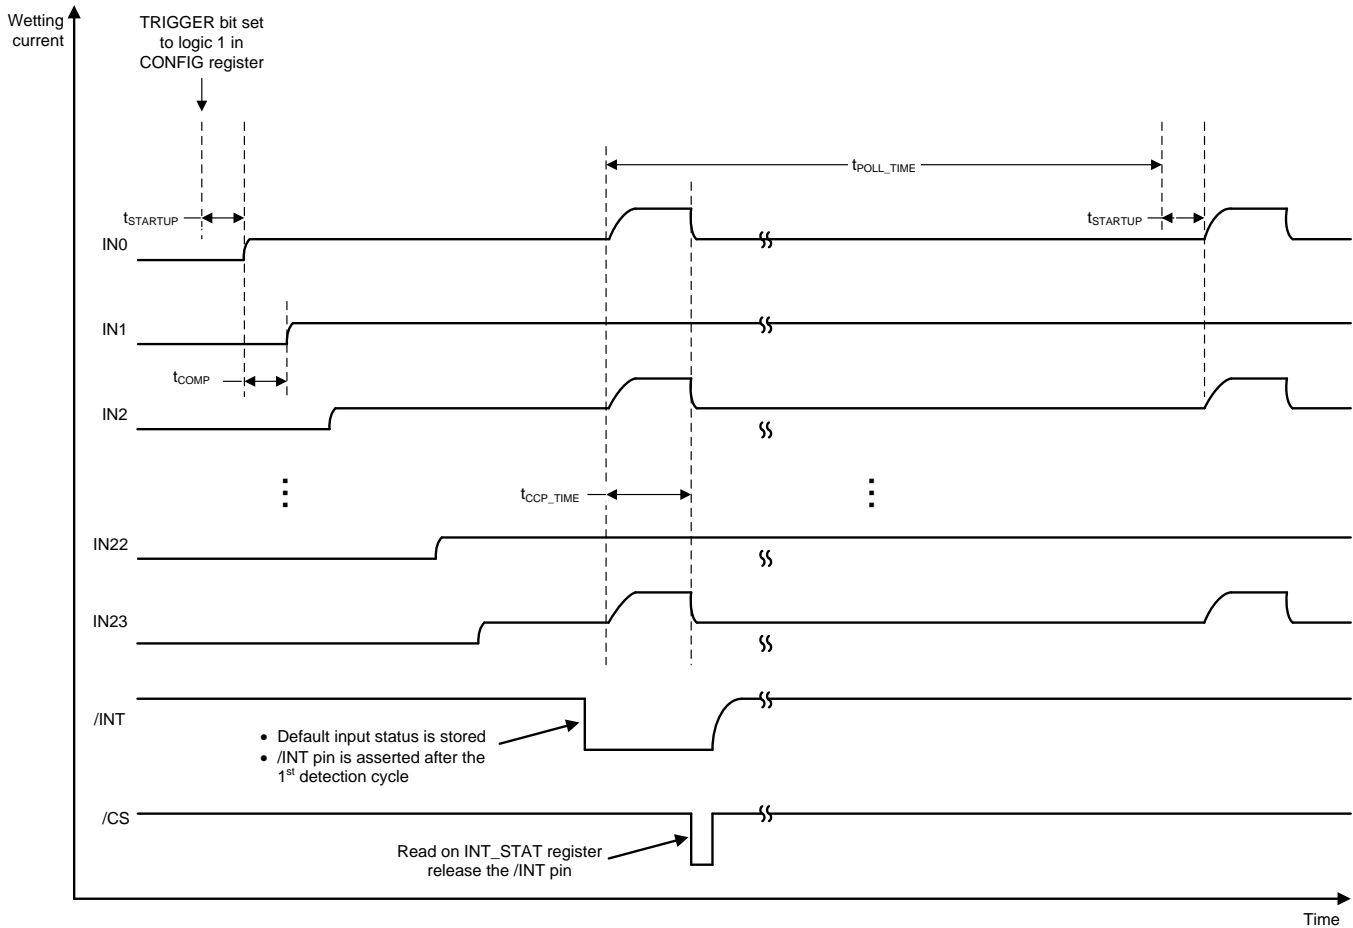 Wetting
current
TRIGGER bit set
to logic 1 in
CONFIG register
tPOLL_TIME
tSTARTUP
tSTARTUP
IN0
IN1
tCOMP
IN2
tCCP_TIME
IN22
IN23
/INT
• Default input status is stored
• /INT pin is asserted after the
1st detection cycle
/CS
Read on INT_STAT register
release the /INT pin
Time